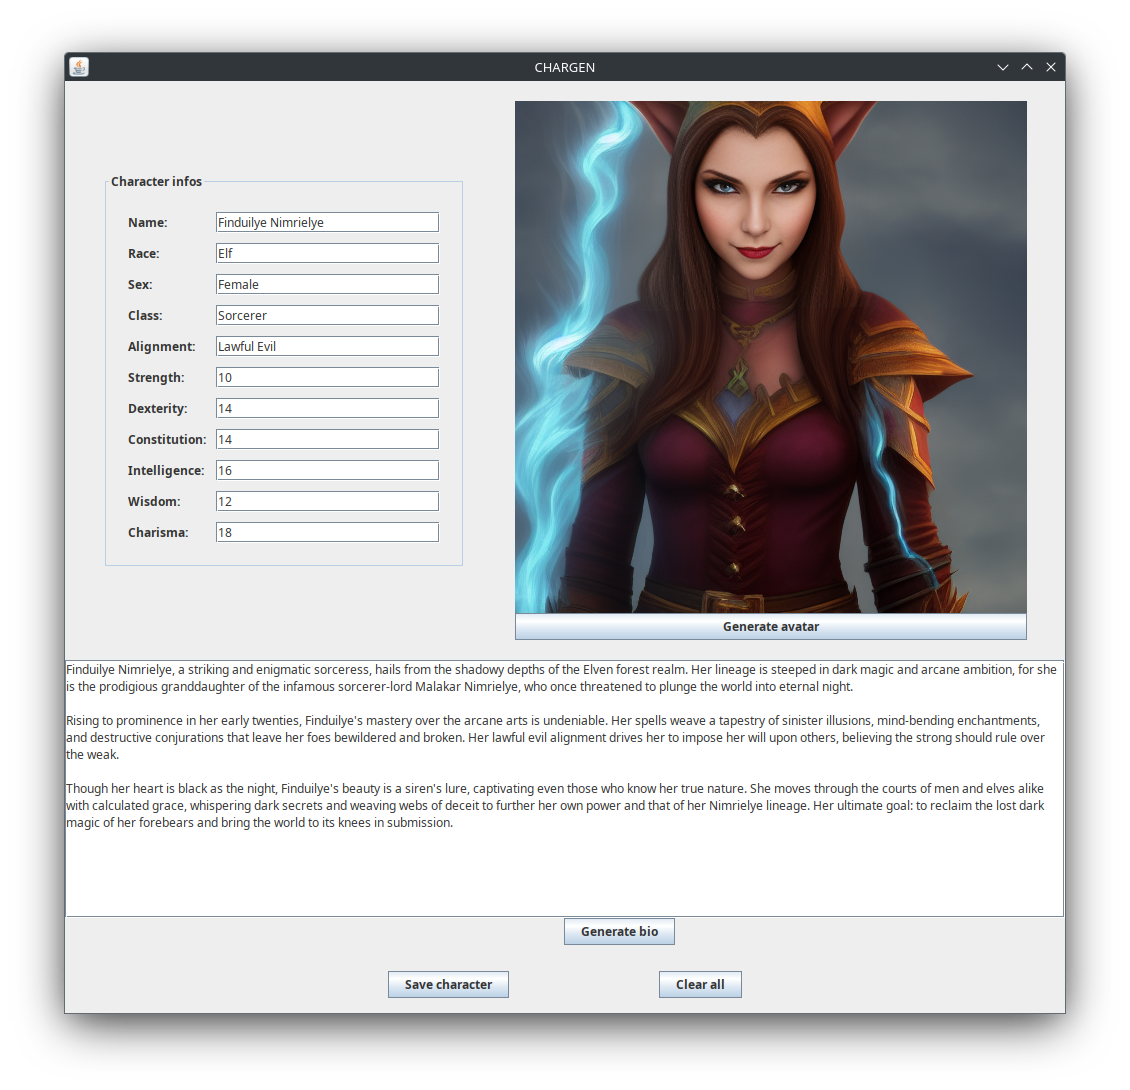 CHARGEN
Character infos
Name: Finduilye Nimrielye
Race: Elf
Sex: Female
Class: Sorcerer
Alignment: Lawful Evil
Strength: 10
Dexterity: 14
Constitution: 14
Intelligence: 16
Wisdom: 12
Charisma: 18
Generate avatar
Finduilye Nimrielye, a striking and enigmatic sorceress, hails from the shadowy depths of the Elven forest realm. Her lineage is steeped in dark magic and arcane ambition, for she
is the prodigious granddaughter of the infamous sorcerer-lord Malakar Nimrielye, who once threatened to plunge the world into eternal night.
Rising to prominence in her early twenties, Finduilye's mastery over the arcane arts is undeniable. Her spells weave a tapestry of sinister illusions, mind-bending enchantments,
and destructive conjurations that leave her foes bewildered and broken. Her lawful evil alignment drives her to impose her will upon others, believing the strong should rule over
the weak.
Though her heart is black as the night, Finduilye's beauty is a siren's lure, captivating even those who know her true nature. She moves through the courts of men and elves alike
with calculated grace, whispering dark secrets and weaving webs of deceit to further her own power and that of her Nimrielye lineage. Her ultimate goal: to reclaim the lost dark
magic of her forebears and bring the world to its knees in submission.
Generate bio
Save character
Clear all